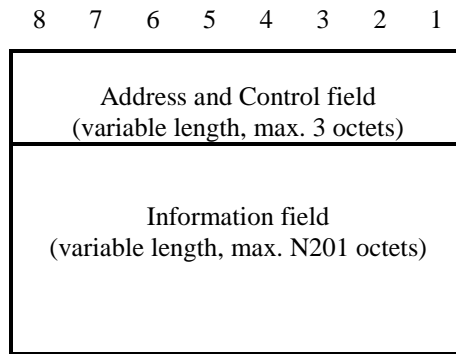 8 7 6 5 4 3 2 1
Address and Control field
(variable length, max. 3 octets)
Information field
(variable length, max. N201 octets)